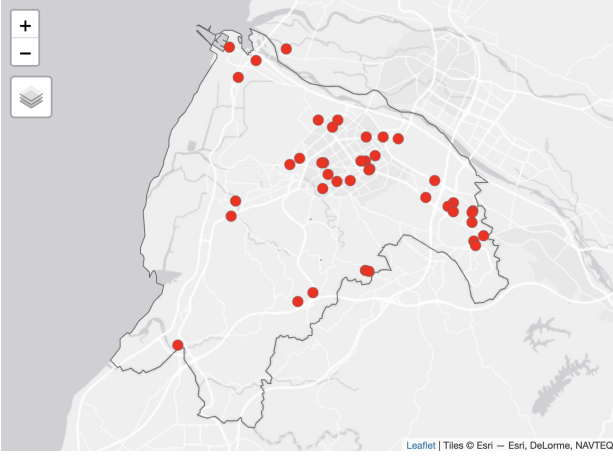 +
−
Leaflet | Tiles © Esri — Esri, DeLorme, NAVTEQ